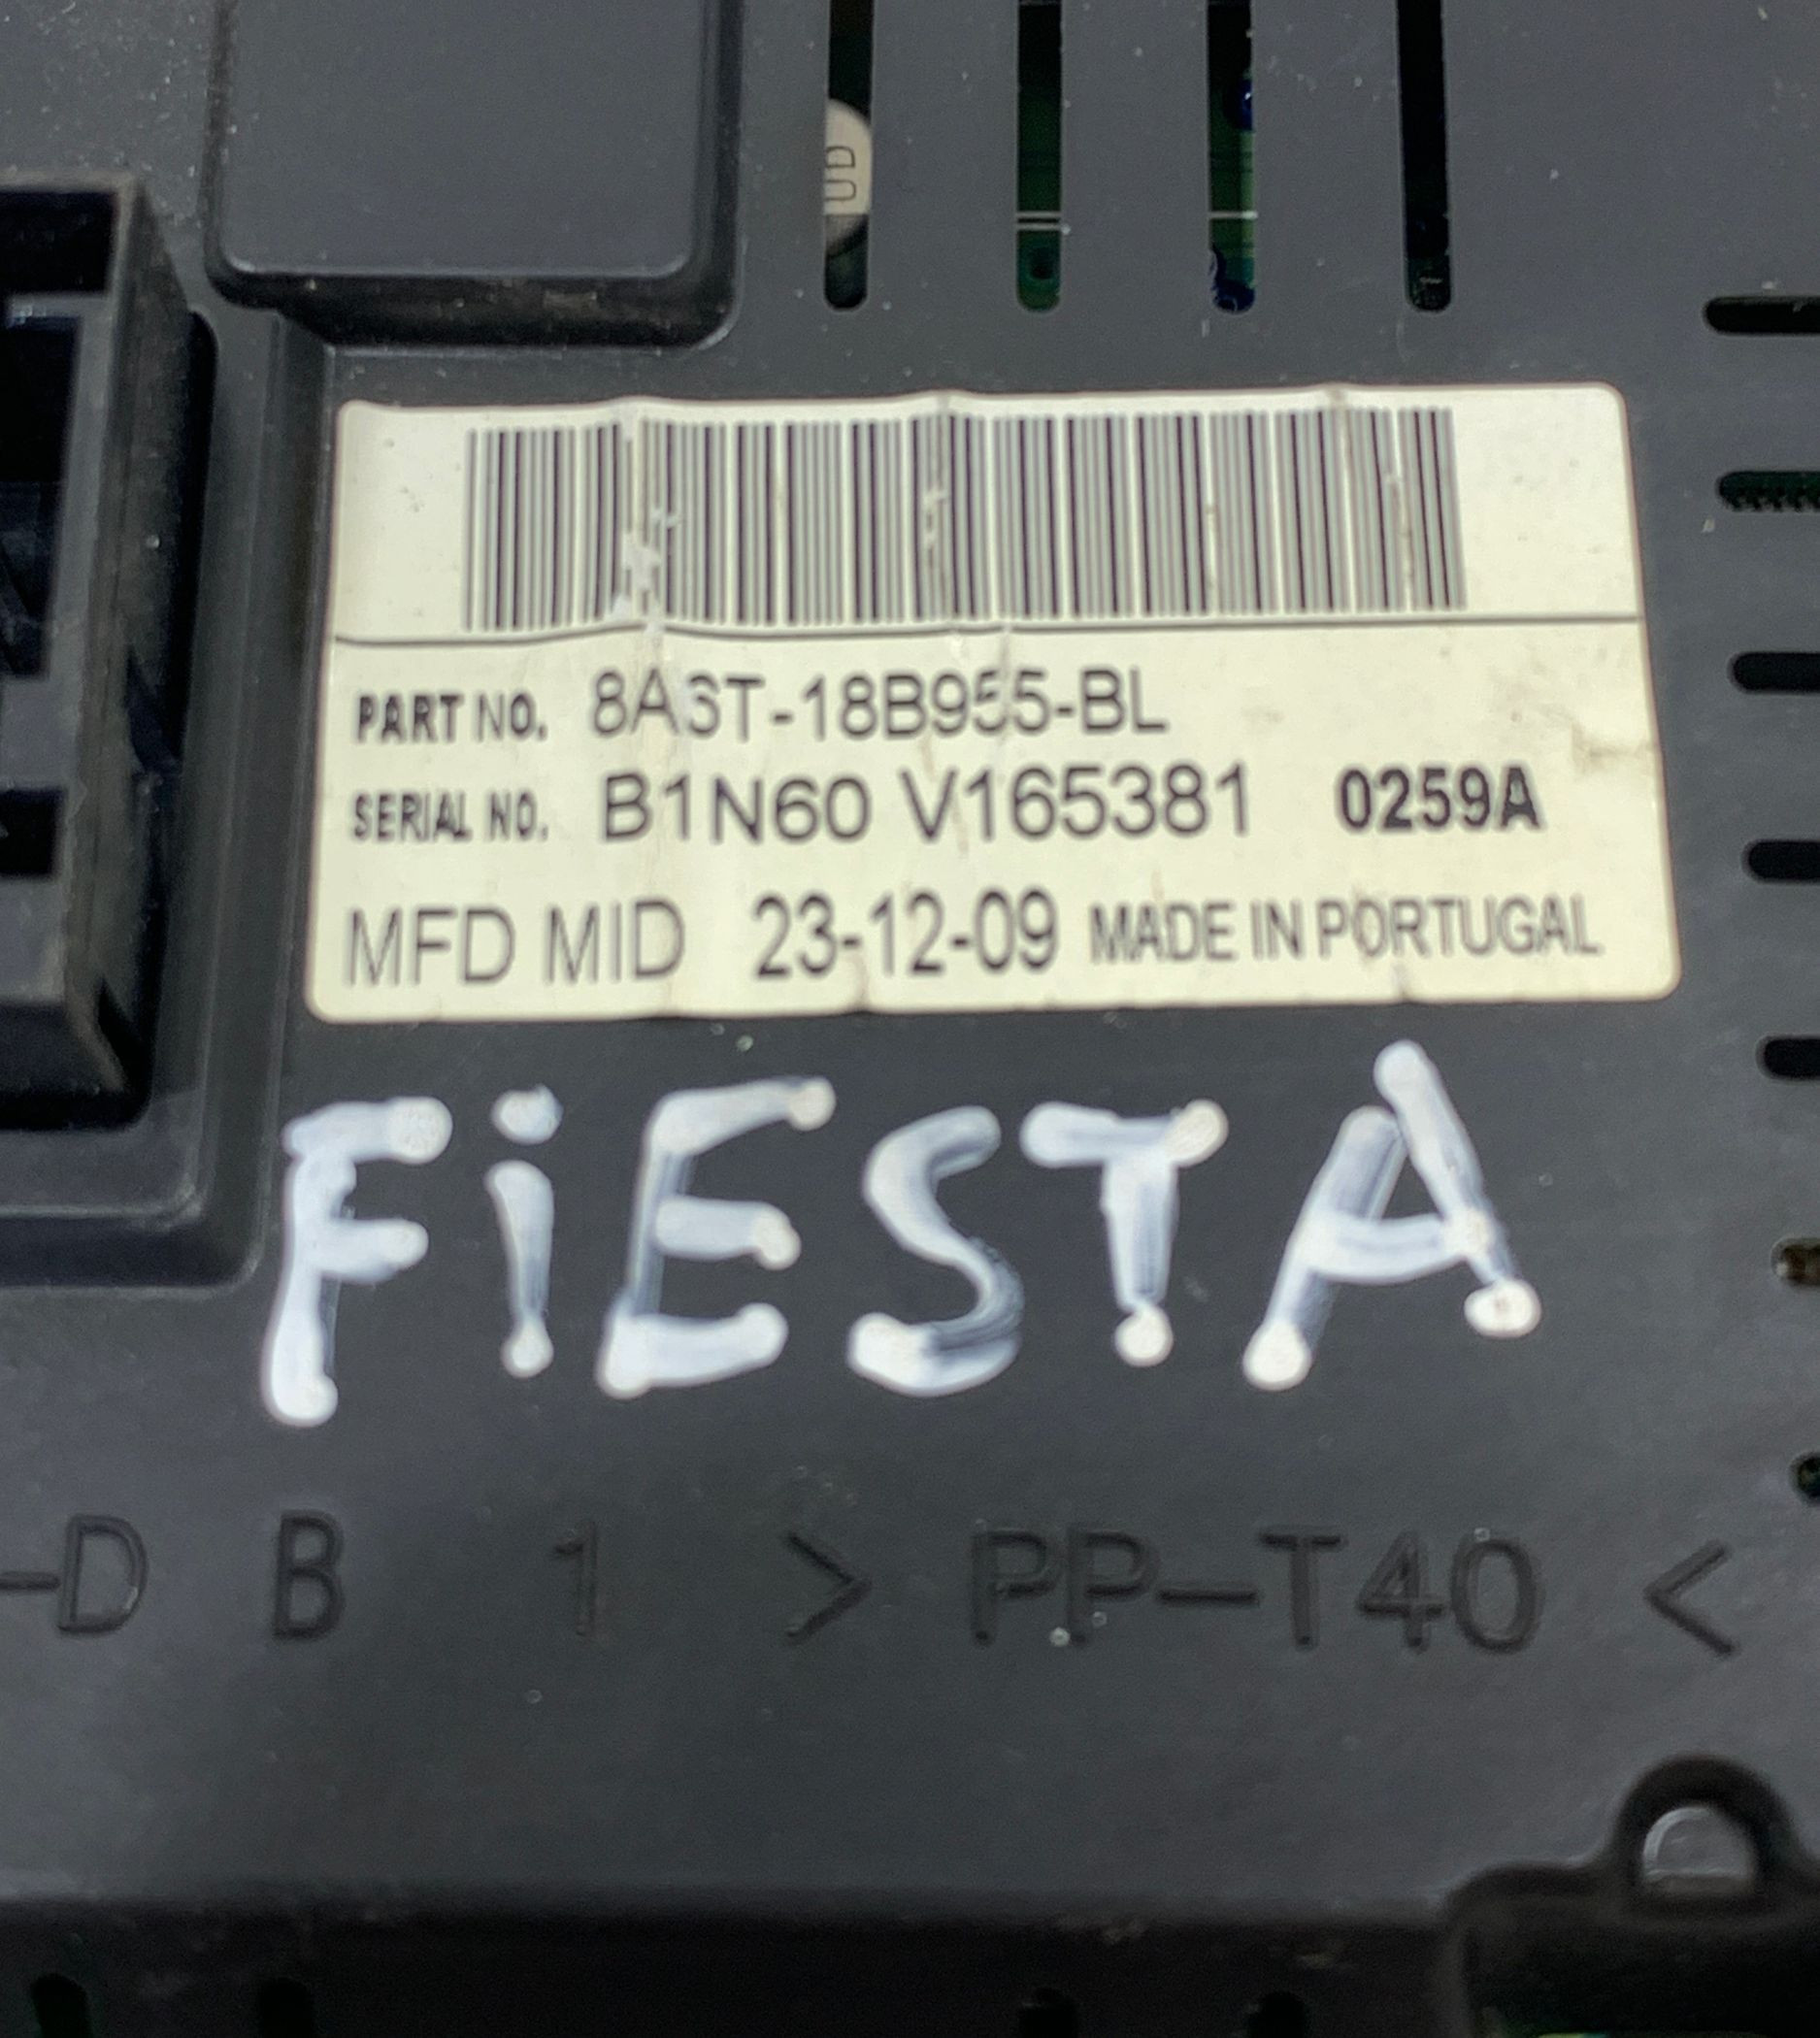 PART NO. 8A6T-18B955-BL
SERIAL NO. B1N60 V165381 0259A
MFD MID 23-12-09 MADE IN PORTUGAL
FiESTA
-D B 1 > PP-T40 <